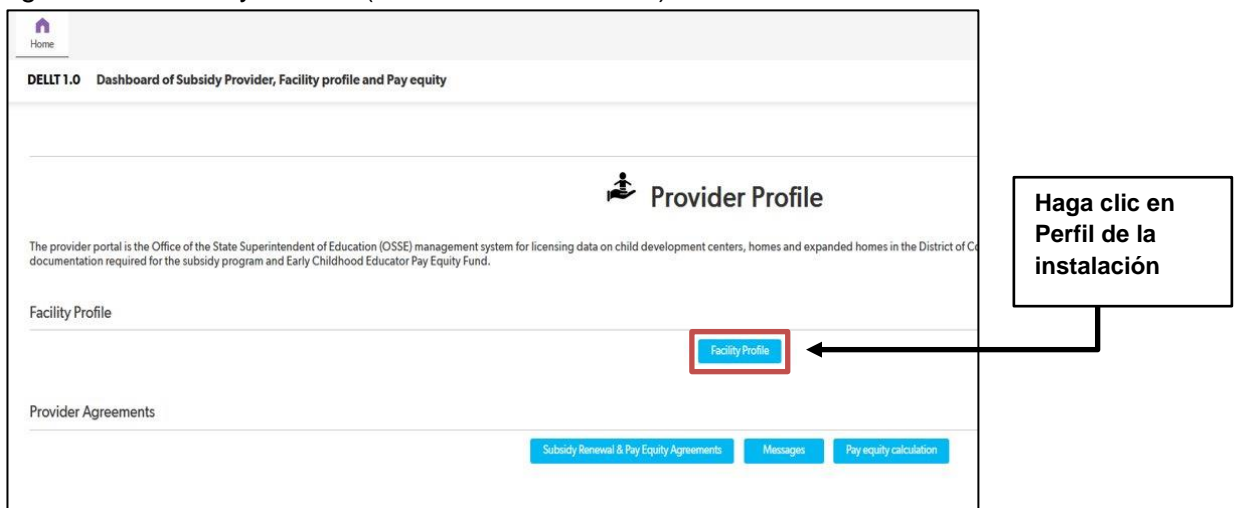 Home
DELLT 1.0 Dashboard of Subsidy Provider, Facility profile and Pay equity
Provider Profile
The provider portal is the Office of the State Superintendent of Education (OSSE) management system for licensing data on child development centers, homes and expanded homes in the District of
documentation required for the subsidy program and Early Childhood Educator Pay Equity Fund.
Facility Profile
Facility Profile
Provider Agreements
Subsidy Renewal & Pay Equity Agreements Messages Pay equity calculation
Haga clic en
Perfil de la
instalación